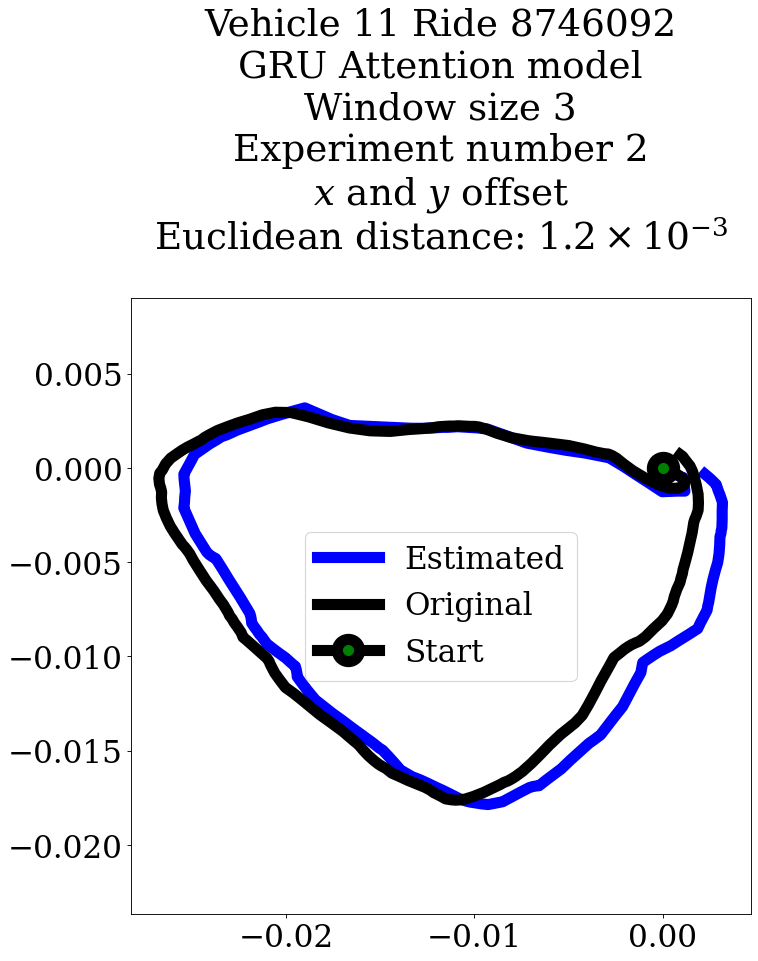 Vehicle 11 Ride 8746092
GRU Attention model
Window size 3
Experiment number 2
x and y offset
Euclidean distance: 1.2 × 10⁻³
0.005
0.000
−0.005
−0.010
−0.015
−0.020
Estimated
Original
Start
−0.02
−0.01
0.00